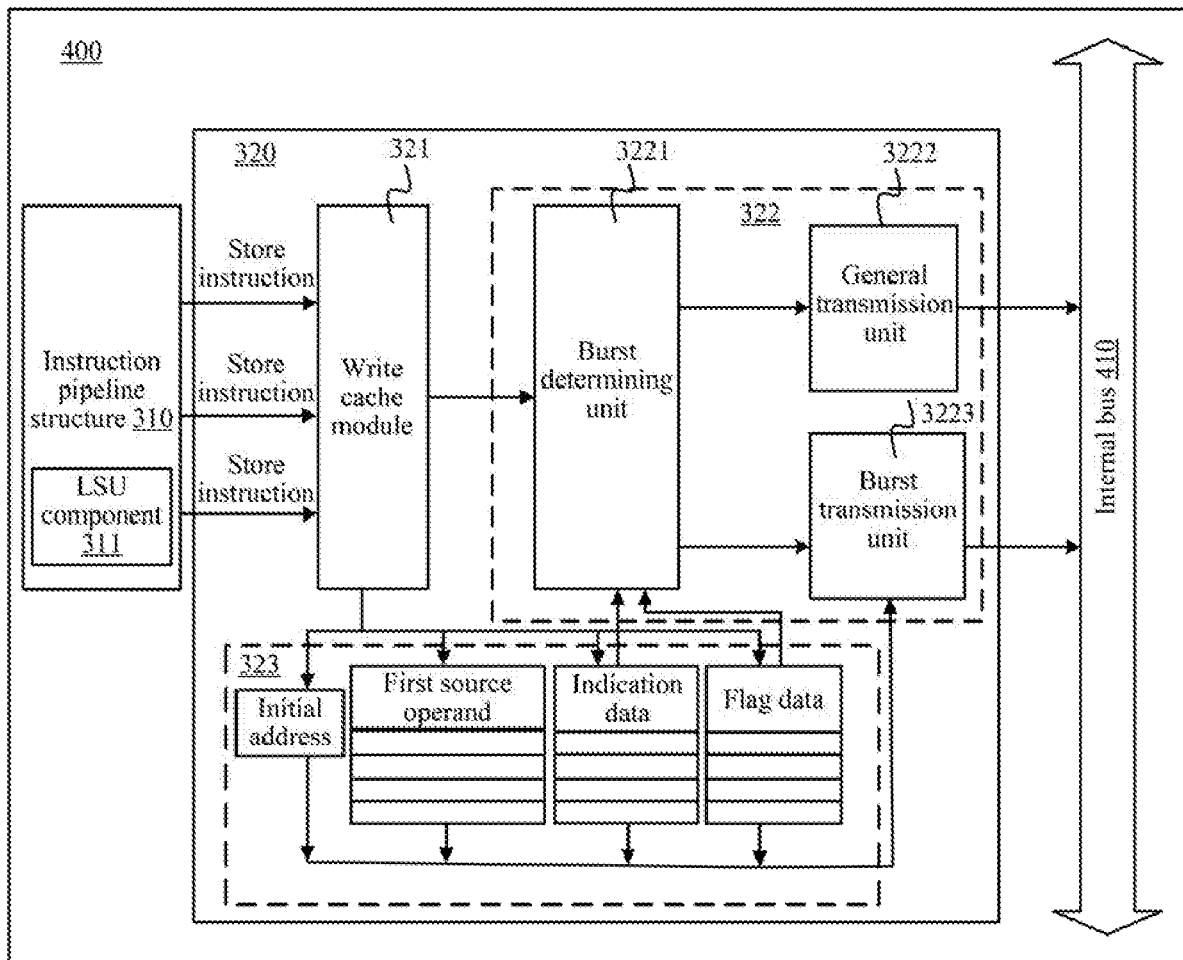 400
320
321
3221
3222
322
Store
instruction
Store
instruction
Store
instruction
Instruction
pipeline
structure 310
LSU
component
311
Write
cache
module
Burst
determining
unit
General
transmission
unit
3223
Burst
transmission
unit
Internal bus 410
323
Initial
address
First source
operand
Indication
data
Flag data